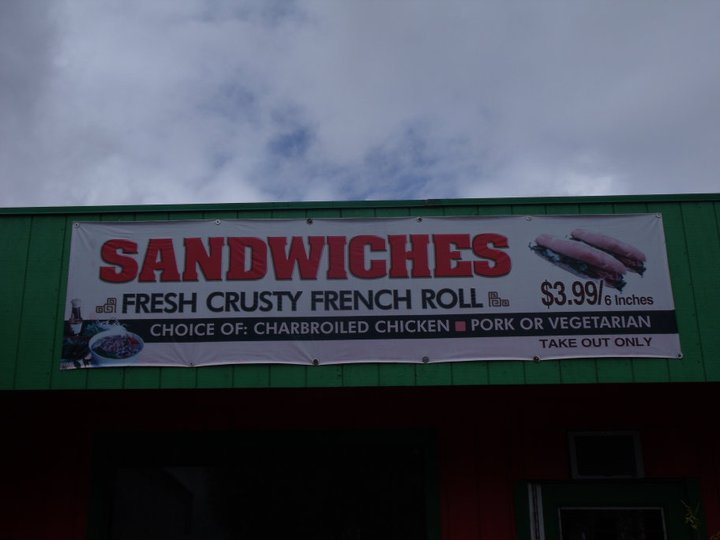 SANDWICHES
FRESH CRUSTY FRENCH ROLL
$3.99/6 Inches
CHOICE OF: CHARBROILED CHICKEN ■ PORK OR VEGETARIAN
TAKE OUT ONLY